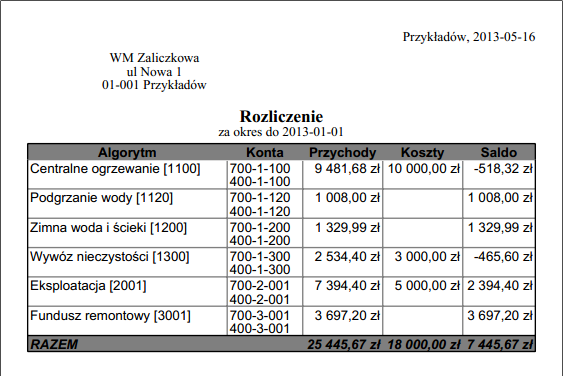 Przykładów, 2013-05-16
WM Zaliczkowa
ul Nowa 1
01-001 Przykładów
Rozliczenie
za okres do 2013-01-01
Algorytm Konta Przychody Koszty Saldo
Centralne ogrzewanie [1100] 700-1-100 9 481,68 zł 10 000,00 zł -518,32 zł
400-1-100
Podgrzanie wody [1120] 700-1-120 1 008,00 zł 1 008,00 zł
400-1-120
Zimna woda i ścieki [1200] 700-1-200 1 329,99 zł 1 329,99 zł
400-1-200
Wywóz nieczystości [1300] 700-1-300 2 534,40 zł 3 000,00 zł -465,60 zł
400-1-300
Eksploatacja [2001] 700-2-001 7 394,40 zł 5 000,00 zł 2 394,40 zł
400-2-001
Fundusz remontowy [3001] 700-3-001 3 697,20 zł 3 697,20 zł
400-3-001
RAZEM 25 445,67 zł 18 000,00 zł 7 445,67 zł